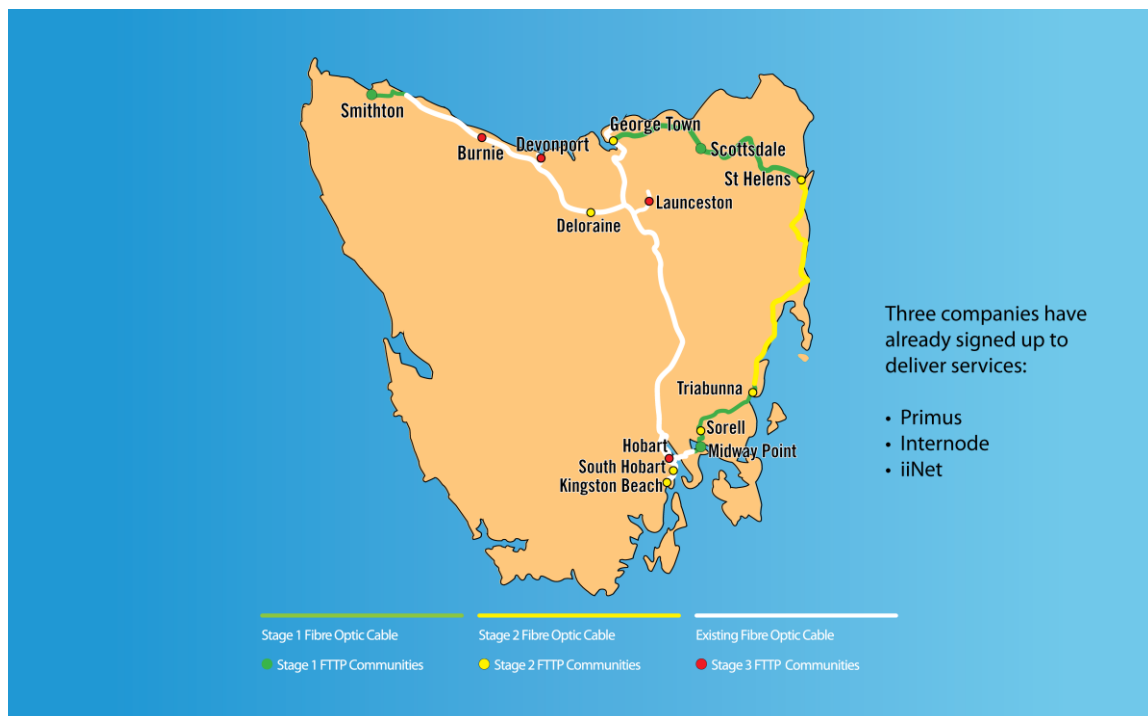 Smithton
George Town
Burnie
Devonport
Scottsdale
St Helens
Launceston
Deloraine
Three companies have
already signed up to
deliver services:
• Primus
• Internode
• iiNet
Triabunna
Sorell
Hobart
Midway Point
South Hobart
Kingston Beach
Stage 1 Fibre Optic Cable
Stage 2 Fibre Optic Cable
Existing Fibre Optic Cable
Stage 1 FTTP Communities
Stage 2 FTTP Communities
Stage 3 FTTP Communities